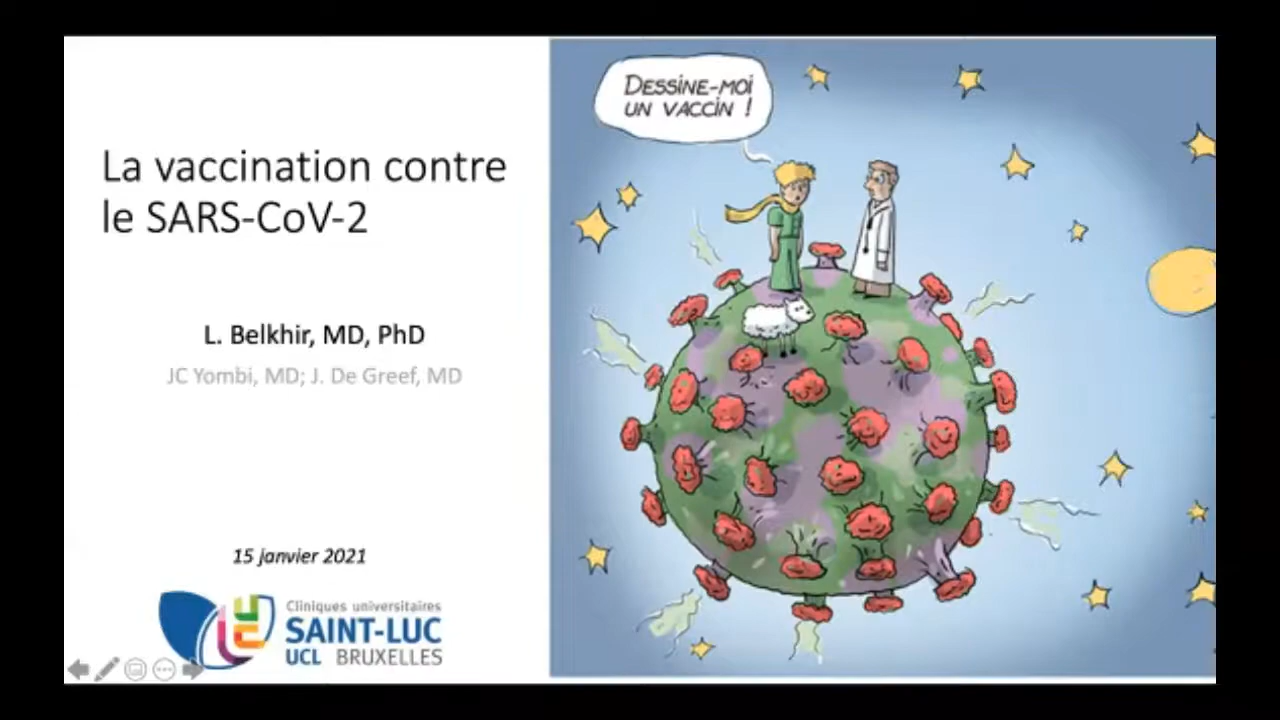 La vaccination contre
le SARS-CoV-2
L. Belkhir, MD, PhD
JC Yombi, MD; J. De Greef, MD
15 janvier 2021
Cliniques universitaires
SAINT-LUC
UCL BRUXELLES
DESSINE-MOI
UN VACCIN !